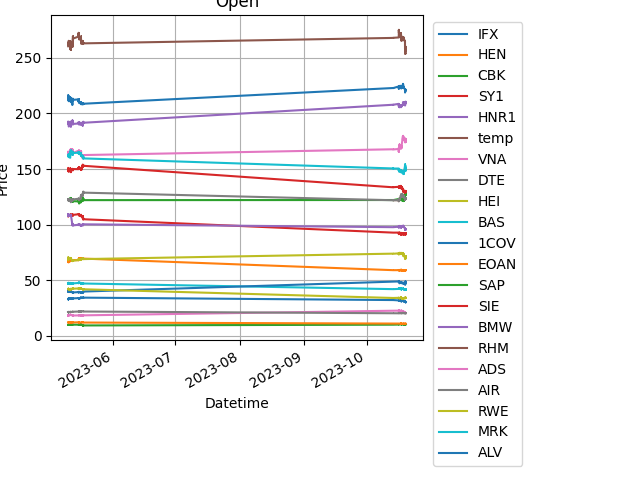 Open
Price
250
200
150
100
50
0
2023-06
2023-07
2023-08
2023-09
2023-10
Datetime
IFX
HEN
CBK
SY1
HNR1
temp
VNA
DTE
HEI
BAS
1COV
EOAN
SAP
SIE
BMW
RHM
ADS
AIR
RWE
MRK
ALV